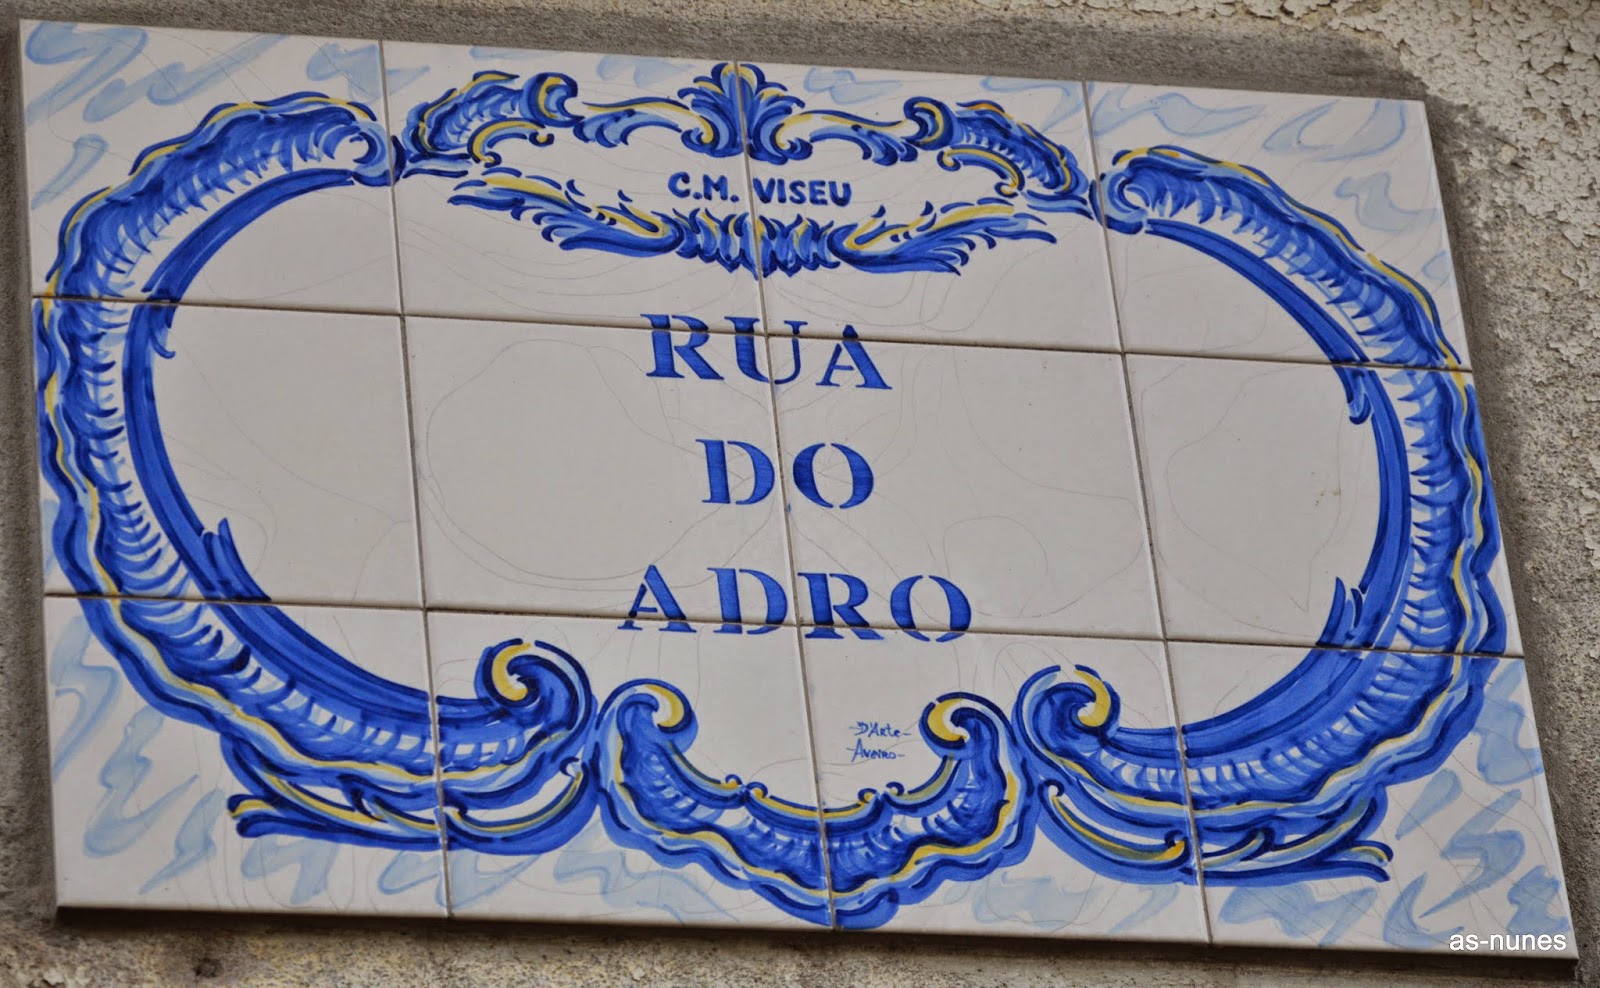 C.M. VISEU
RUA
DO
ADRO
D'Arte
Aveiro
as-nunes